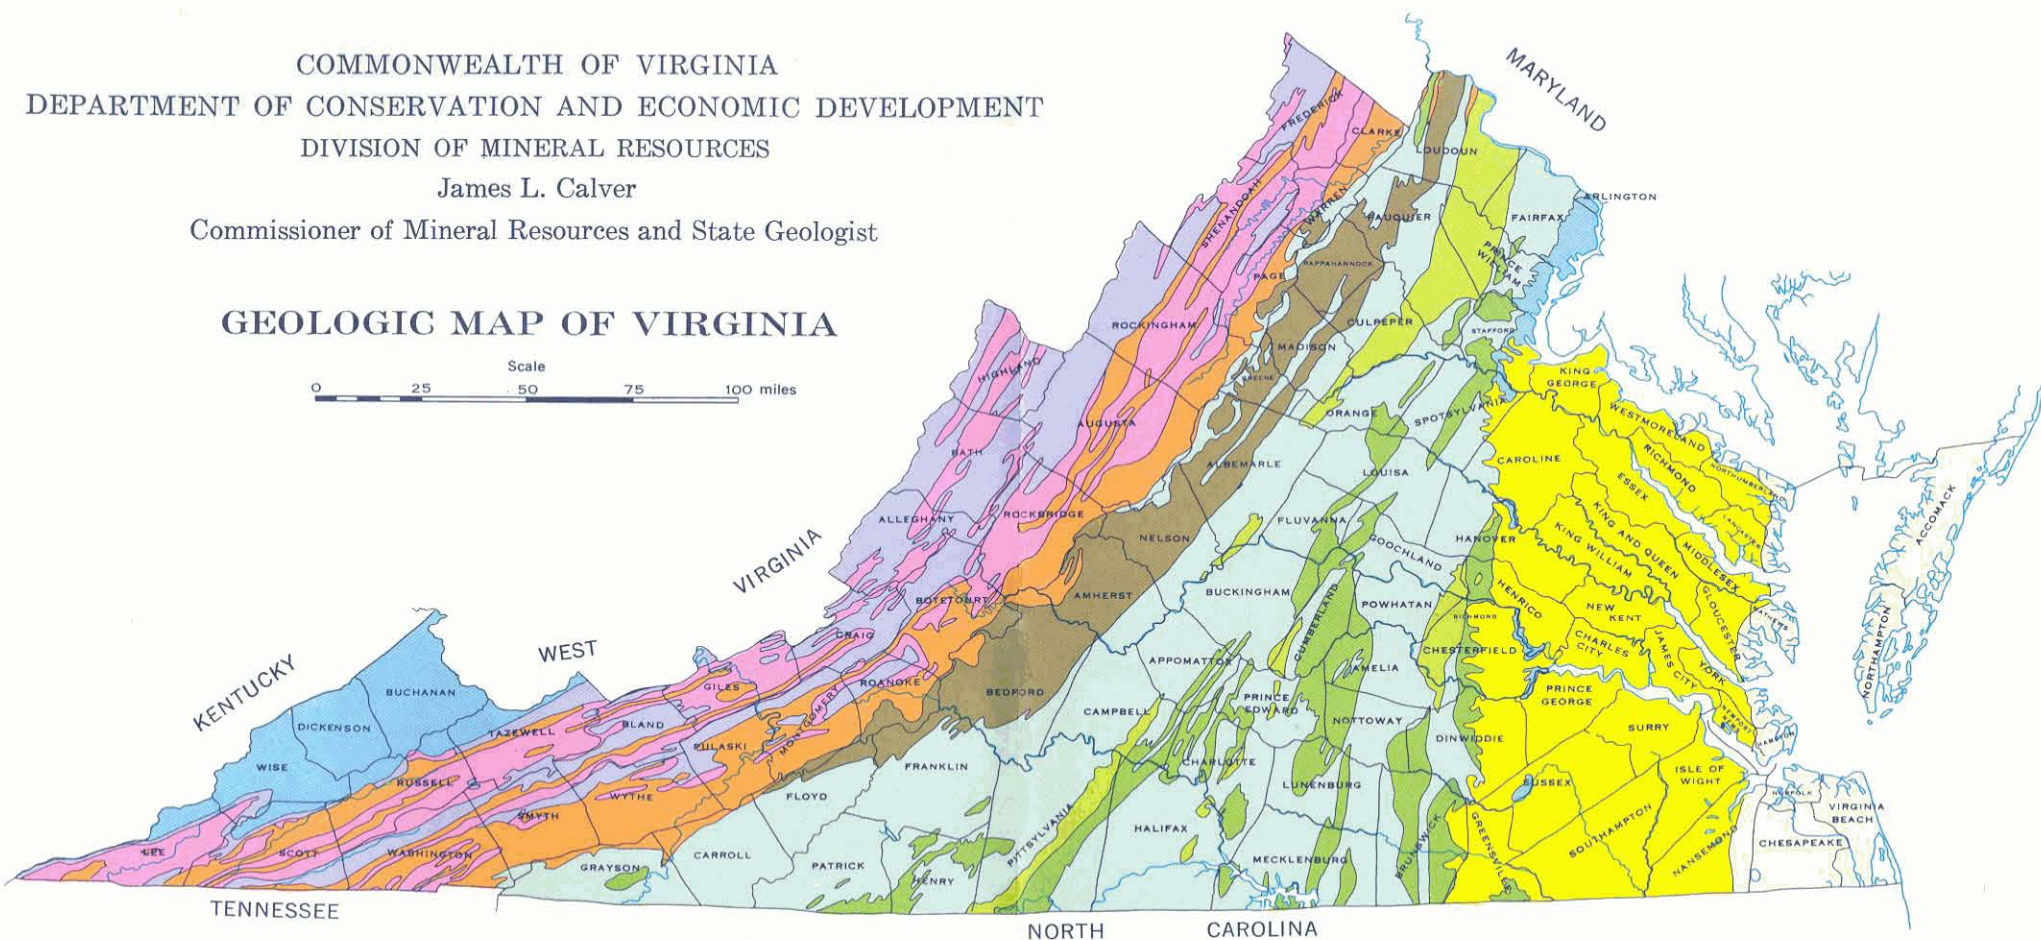 COMMONWEALTH OF VIRGINIA
DEPARTMENT OF CONSERVATION AND ECONOMIC DEVELOPMENT
DIVISION OF MINERAL RESOURCES
James L. Calver
Commissioner of Mineral Resources and State Geologist
GEOLOGIC MAP OF VIRGINIA
Scale
0 25 50 75 100 miles
MARYLAND
FREDERICK
CLARKE
LOUDOUN
ARLINGTON
SHENANDOAH
WARREN
FAUQUIER
FAIRFAX
PRINCE
WILLIAM
PAGE
RAPPAHANNOCK
ROCKINGHAM
CULPEPER
STAFFORD
MADISON
HIGHLAND
GREENE
KING
GEORGE
AUGUSTA
ORANGE
SPOTSYLVANIA
WESTMORELAND
BATH
ALBEMARLE
LOUISA
CAROLINE
RICHMOND
NORTHUMBERLAND
ESSEX
ALLEGHANY
ROCKBRIDGE
FLUVANNA
GOOCHLAND
HANOVER
KING WILLIAM
KING AND QUEEN
LANCASTER
MIDDLESEX
ACCOMACK
NELSON
VIRGINIA
WEST
KENTUCKY
BOTETOURT
AMHERST
BUCKINGHAM
CUMBERLAND
POWHATAN
RICHMOND
HENRICO
NEW
KENT
GLOUCESTER
MATHEWS
CRAIG
APPOMATTOX
AMELIA
CHESTERFIELD
CHARLES
CITY
JAMES
CITY
YORK
NORTHAMPTON
BUCHANAN
DICKENSON
GILES
MONTGOMERY
ROANOKE
BEDFORD
CAMPBELL
PRINCE
EDWARD
NOTTOWAY
PRINCE
GEORGE
NEWPORT
NEWS
HAMPTON
TAZEWELL
BLAND
PULASKI
CHARLOTTE
DINWIDDIE
SURRY
WISE
RUSSELL
WYTHE
FLOYD
FRANKLIN
LUNENBURG
SUSSEX
ISLE OF
WIGHT
NORFOLK
VIRGINIA
BEACH
SMYTH
PITTSYLVANIA
HALIFAX
BRUNSWICK
GREENSVILLE
SOUTHAMPTON
NANSEMOND
CHESAPEAKE
LEE
SCOTT
WASHINGTON
GRAYSON
CARROLL
PATRICK
HENRY
MECKLENBURG
TENNESSEE
NORTH CAROLINA